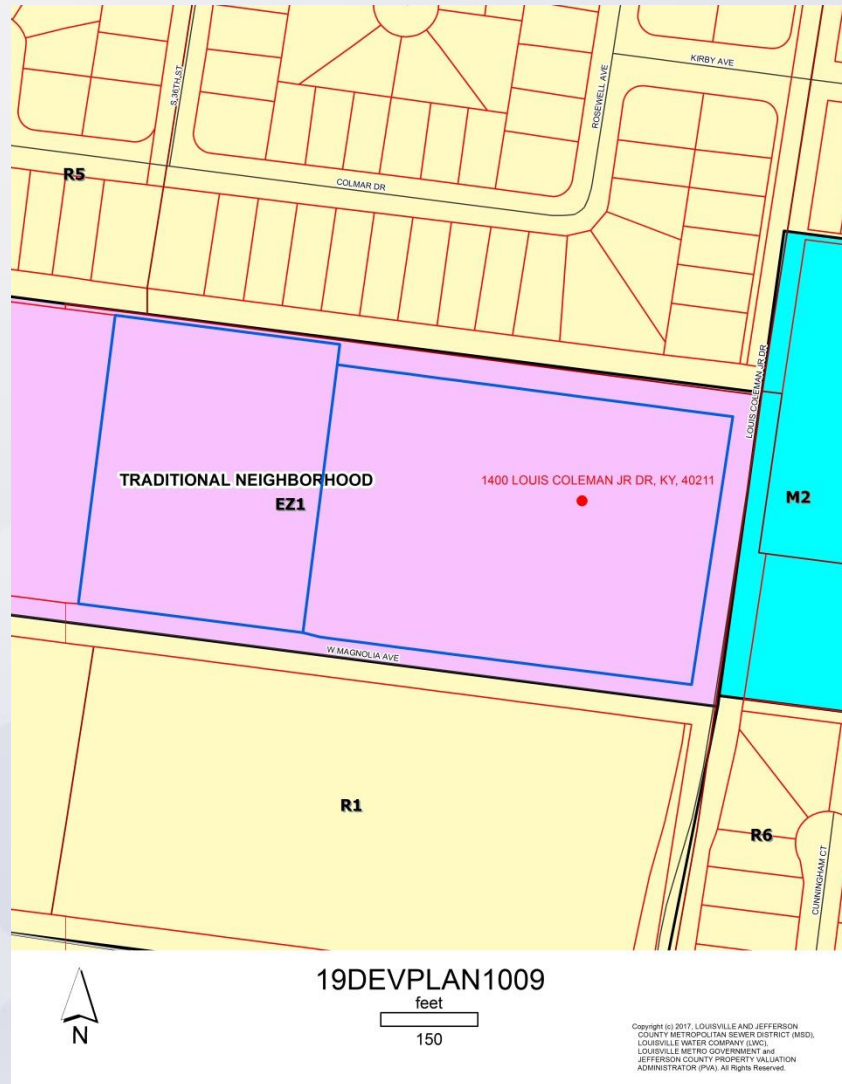 KIRBY AVE
S 36TH ST
ROSEWELL AVE
R5
COLMAR DR
LOUIS COLEMAN JR DR
TRADITIONAL NEIGHBORHOOD
1400 LOUIS COLEMAN JR DR, KY, 40211
M2
EZ1
W MAGNOLIA AVE
R1
R6
CUNNINGHAM CT
N
19DEVPLAN1009
feet
150
Copyright (c) 2017, LOUISVILLE AND JEFFERSON
COUNTY METROPOLITAN SEWER DISTRICT (MSD),
LOUISVILLE WATER COMPANY (LWC),
LOUISVILLE METRO GOVERNMENT and
JEFFERSON COUNTY PROPERTY VALUATION
ADMINISTRATOR (PVA). All Rights Reserved.